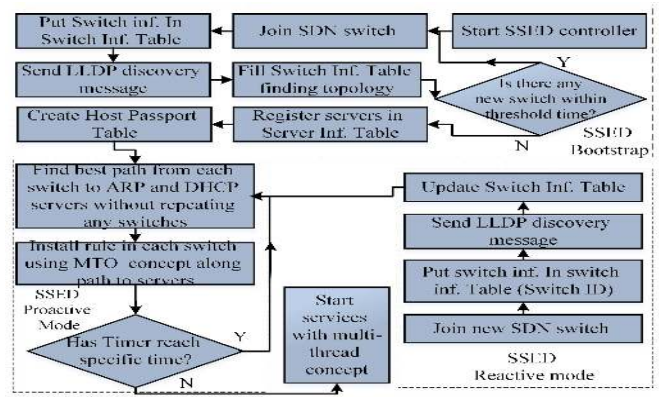 Put Switch inf. In
Switch Inf. Table
Join SDN switch
Start SSED controller
Y
Send LLDP discovery
message
Fill Switch Inf. Table
finding topology
Is there any
new switch within
threshold time?
SSED
Bootstrap
N
Create Host Passport
Table
Register servers in
Server Inf. Table
Find best path from each
switch to ARP and DHCP
servers without repeating
any switches
Install rule in each switch
using MTO concept along
path to servers
SSED
Proactive
Mode
Has Timer reach
specific time?
Y
N
Start
services
with multi-
thread
concept
Update Switch Inf. Table
Send LLDP discovery
message
Put switch inf. In switch
inf. Table (Switch ID)
Join new SDN switch
SSED
Reactive mode